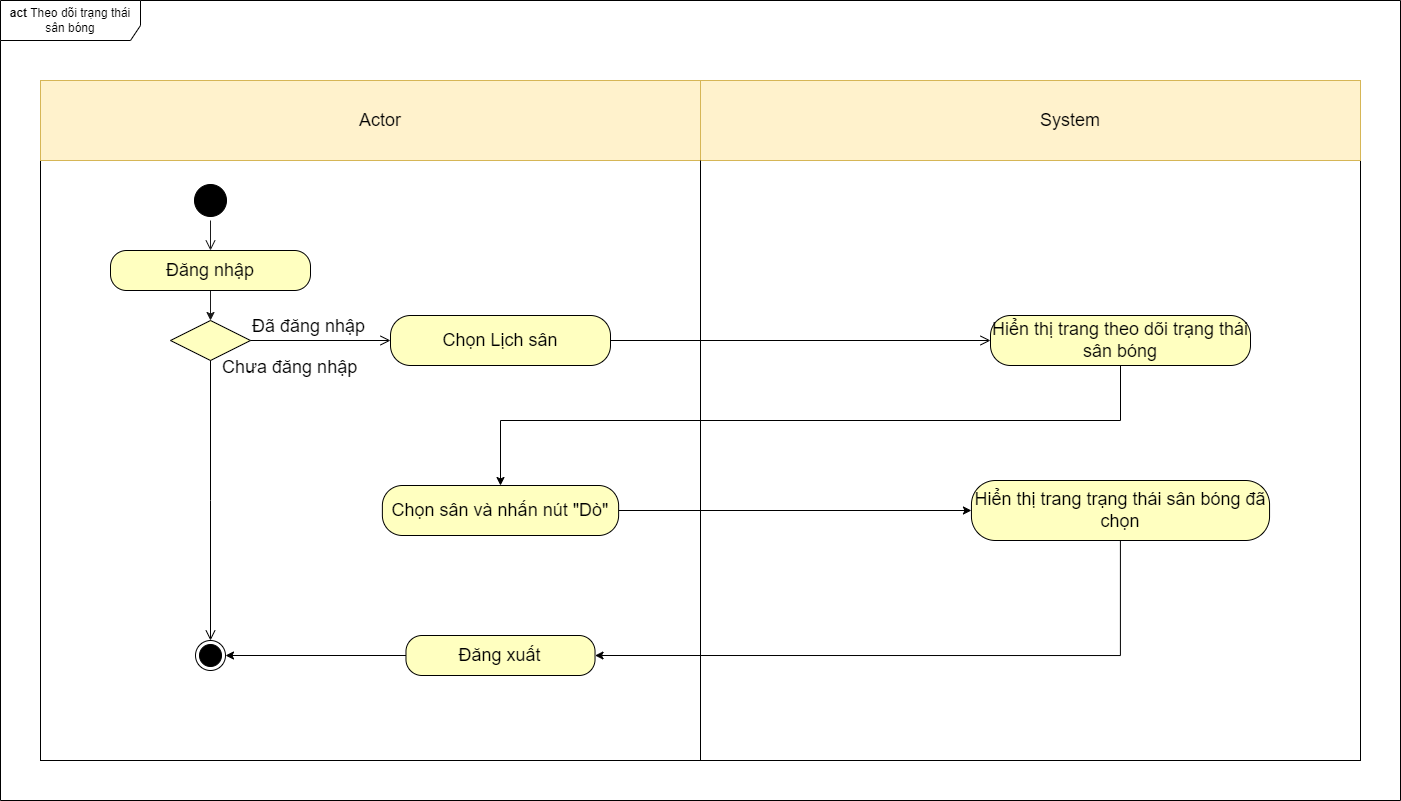 act Theo dõi trạng thái
sân bóng
Actor
System
Đăng nhập
Đã đăng nhập
Chọn Lịch sân
Hiển thị trang theo dõi trạng thái
sân bóng
Chưa đăng nhập
Chọn sân và nhấn nút "Dò"
Hiển thị trang trạng thái sân bóng đã
chọn
Đăng xuất